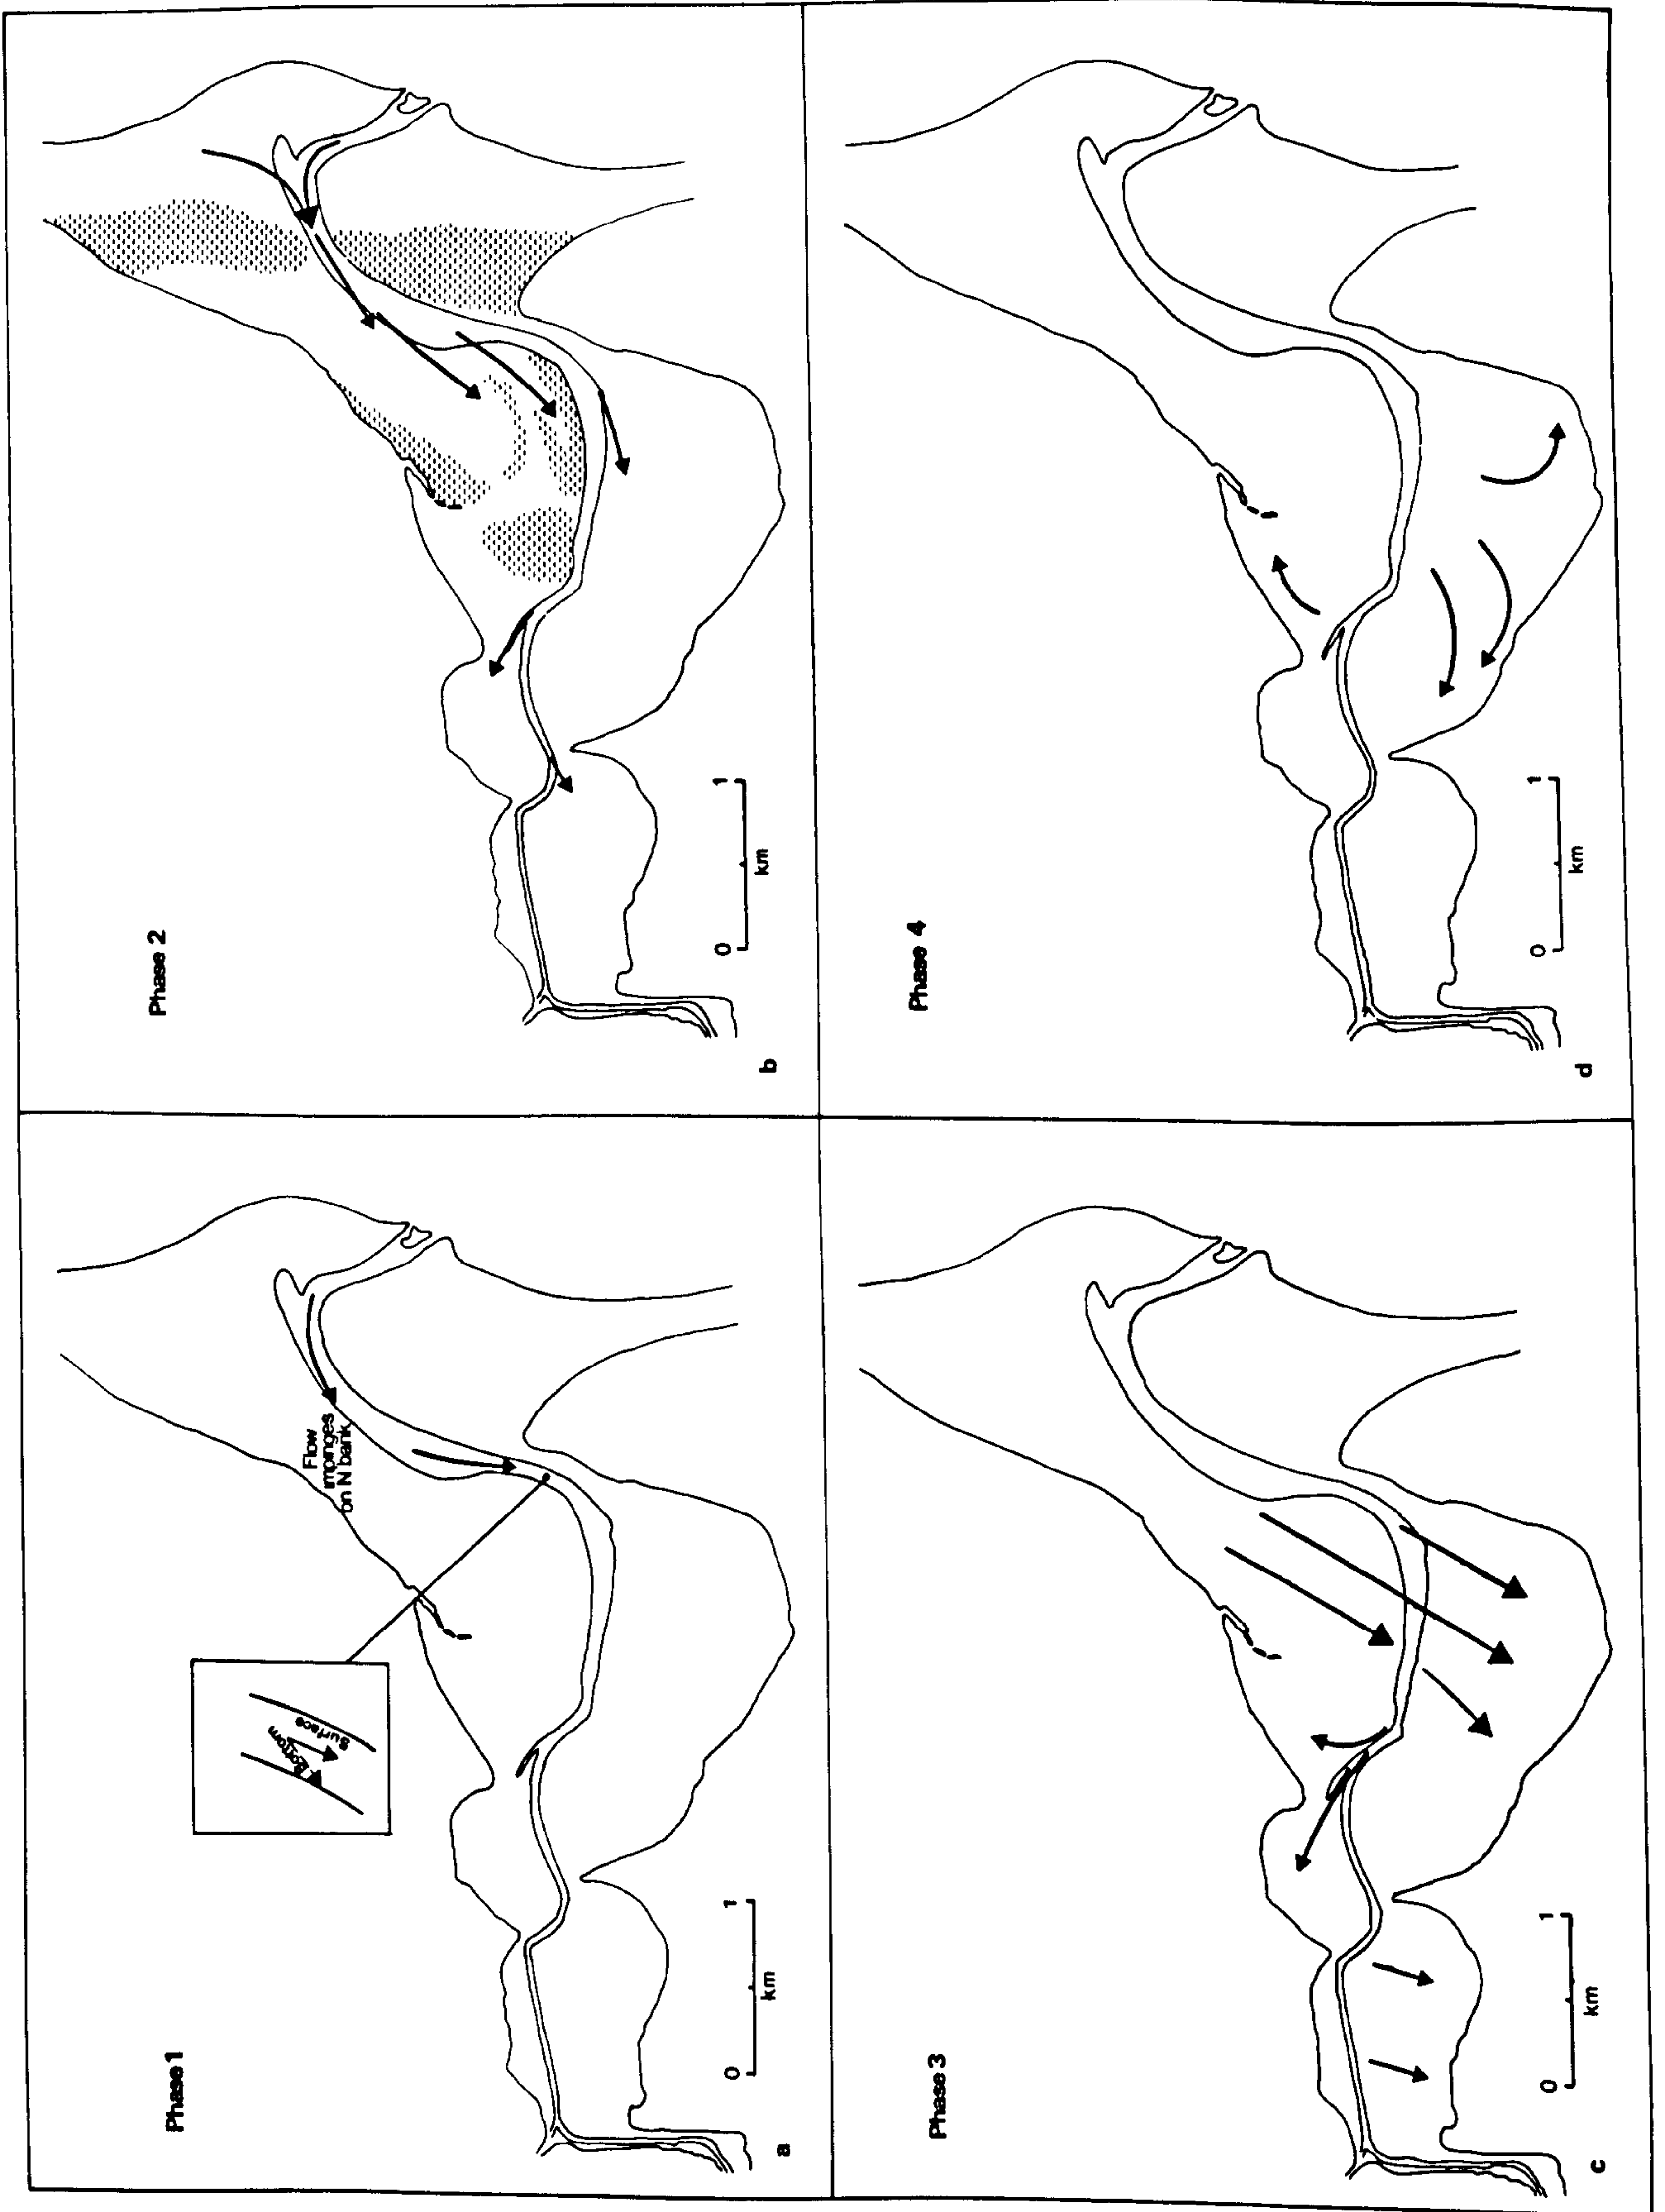 Phase 1
Flow
impinges
on N bank
Surface
Bottom
0 1
km
a
Phase 2
0 1
km
b
Phase 3
0 1
km
c
Phase 4
0 1
km
d